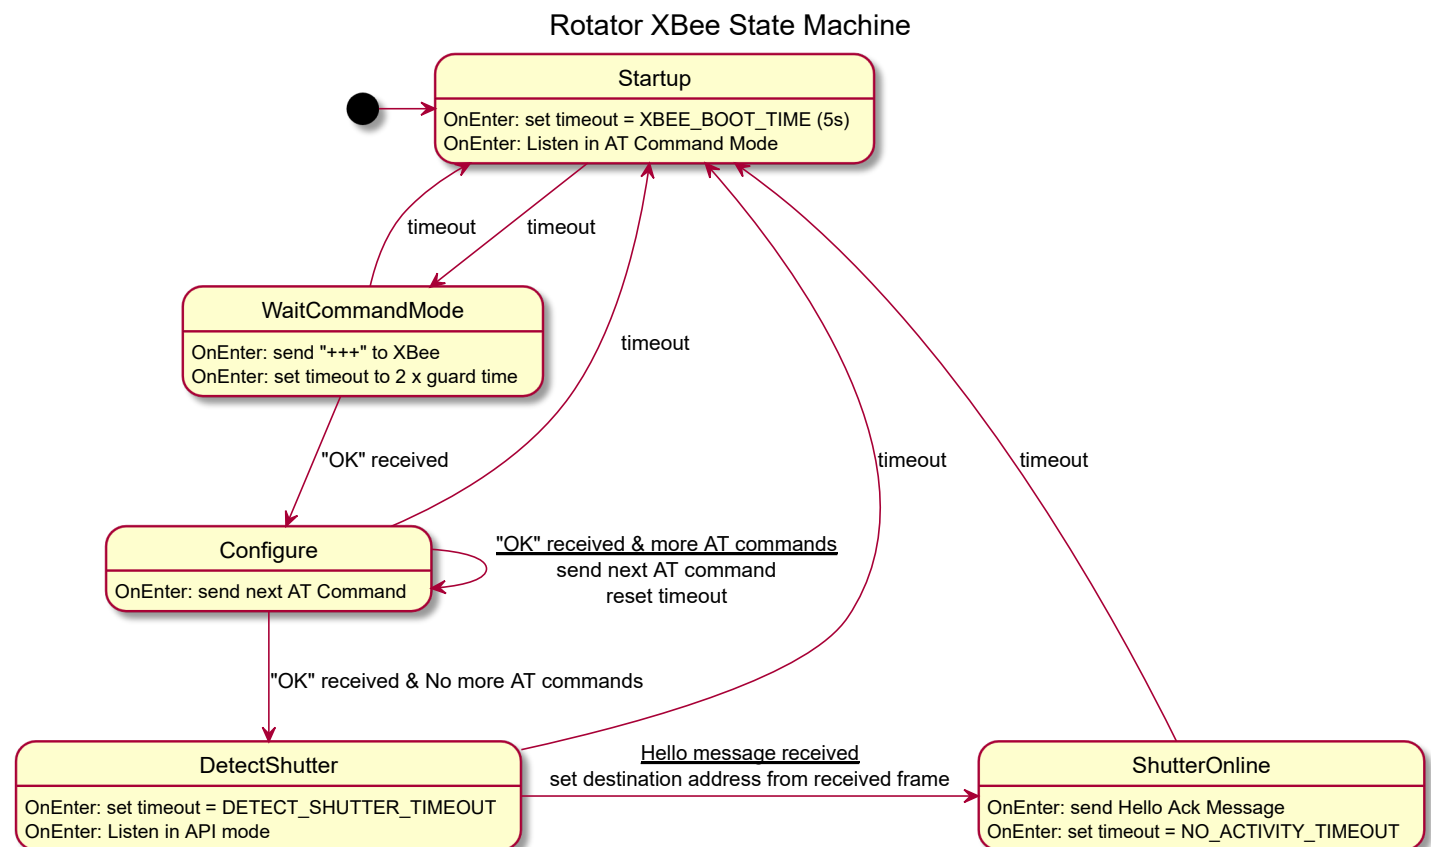 Rotator XBee State Machine
Startup
OnEnter: set timeout = XBEE_BOOT_TIME (5s)
OnEnter: Listen in AT Command Mode
timeout
timeout
WaitCommandMode
OnEnter: send "+++" to XBee
OnEnter: set timeout to 2 x guard time
timeout
"OK" received
timeout
timeout
Configure
OnEnter: send next AT Command
"OK" received & more AT commands
send next AT command
reset timeout
"OK" received & No more AT commands
DetectShutter
OnEnter: set timeout = DETECT_SHUTTER_TIMEOUT
OnEnter: Listen in API mode
Hello message received
set destination address from received frame
ShutterOnline
OnEnter: send Hello Ack Message
OnEnter: set timeout = NO_ACTIVITY_TIMEOUT